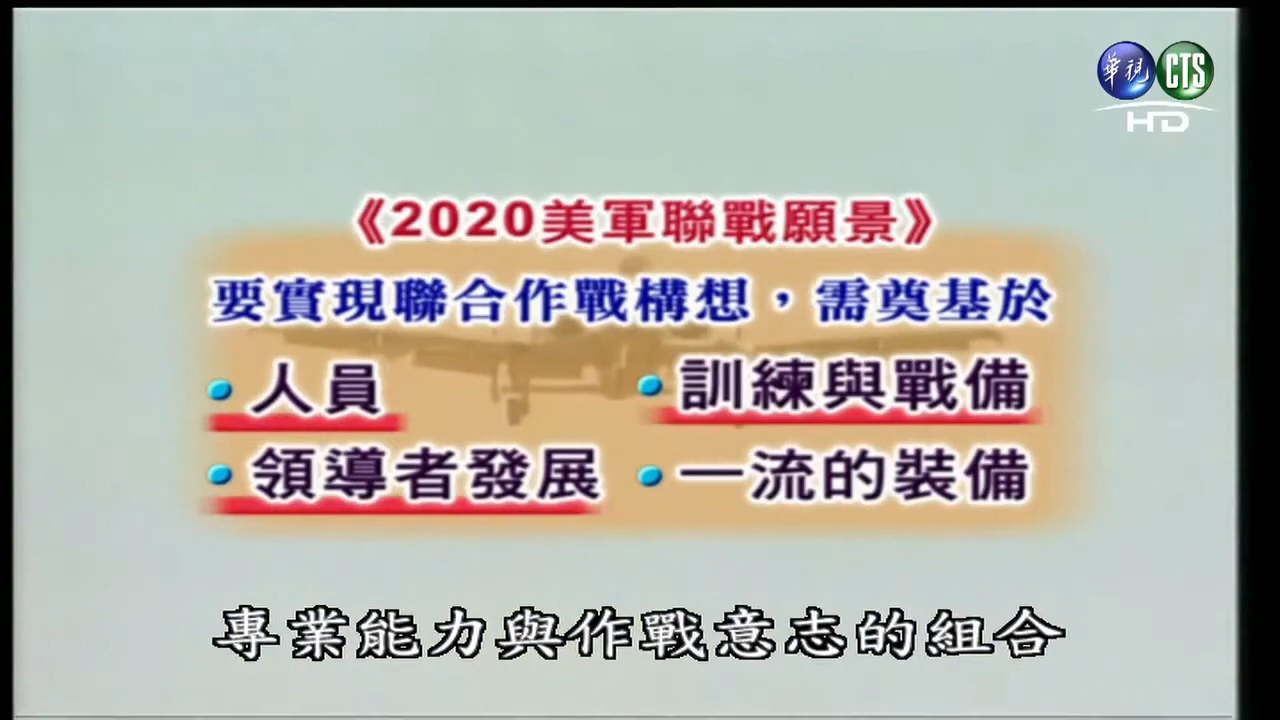 華視 CTS
HD
《2020美軍聯戰願景》
要實現聯合作戰構想，需奠基於
• 人員
• 訓練與戰備
• 領導者發展
• 一流的裝備
專業能力與作戰意志的組合